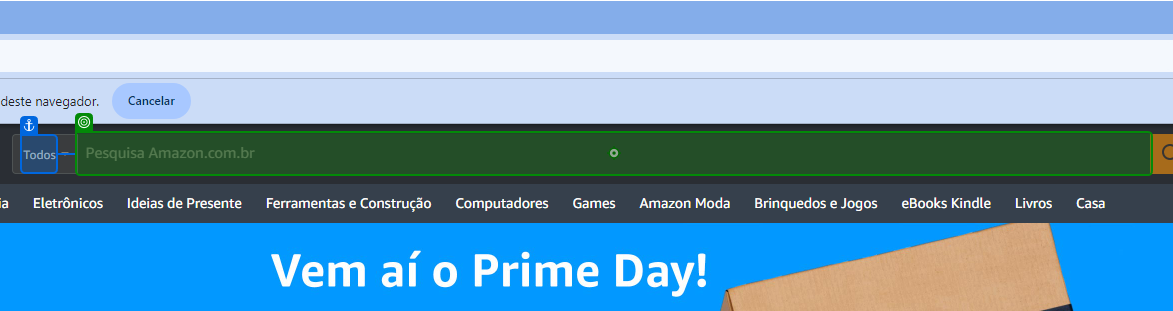 deste navegador. Cancelar
Todos Pesquisa Amazon.com.br
ia Eletrônicos Ideias de Presente Ferramentas e Construção Computadores Games Amazon Moda Brinquedos e Jogos eBooks Kindle Livros Casa
Vem aí o Prime Day!